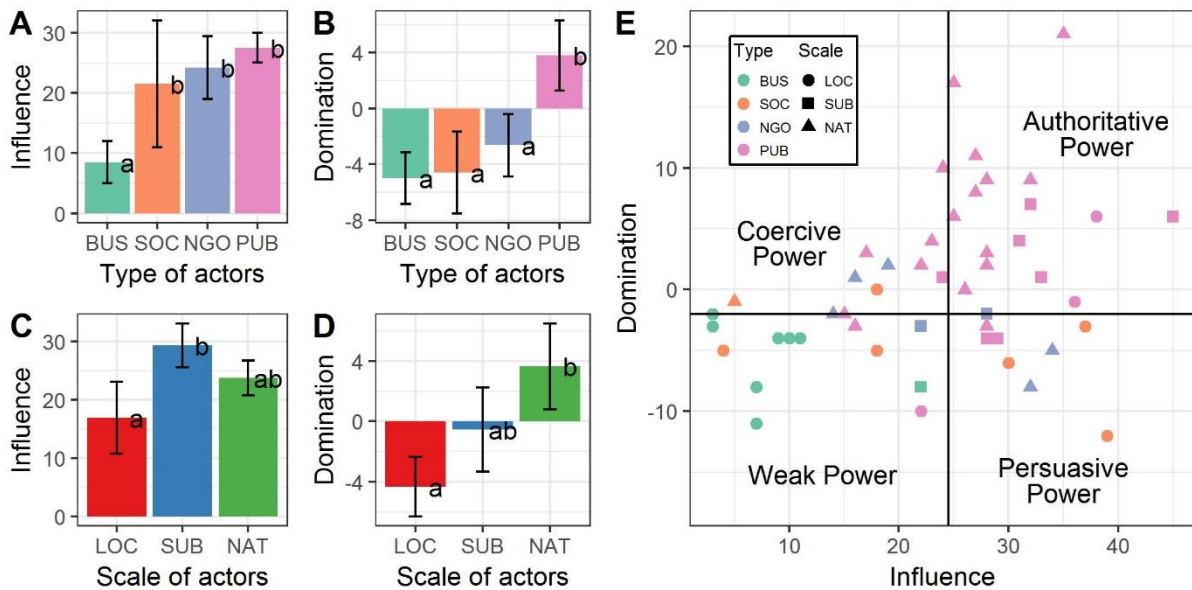 A
Influence
30
20
10
0
a
b
b
b
BUS SOC NGO PUB
Type of actors
B
Domination
4
0
-4
-8
a
a
a
b
BUS SOC NGO PUB
Type of actors
C
Influence
30
20
10
0
a
b
ab
LOC SUB NAT
Scale of actors
D
Domination
4
0
-4
a
ab
b
LOC SUB NAT
Scale of actors
E
Domination
20
10
0
-10
Type Scale
BUS LOC
SOC SUB
NGO NAT
PUB
Authoritative
Power
Coercive
Power
Weak Power
Persuasive
Power
10 20 30 40
Influence